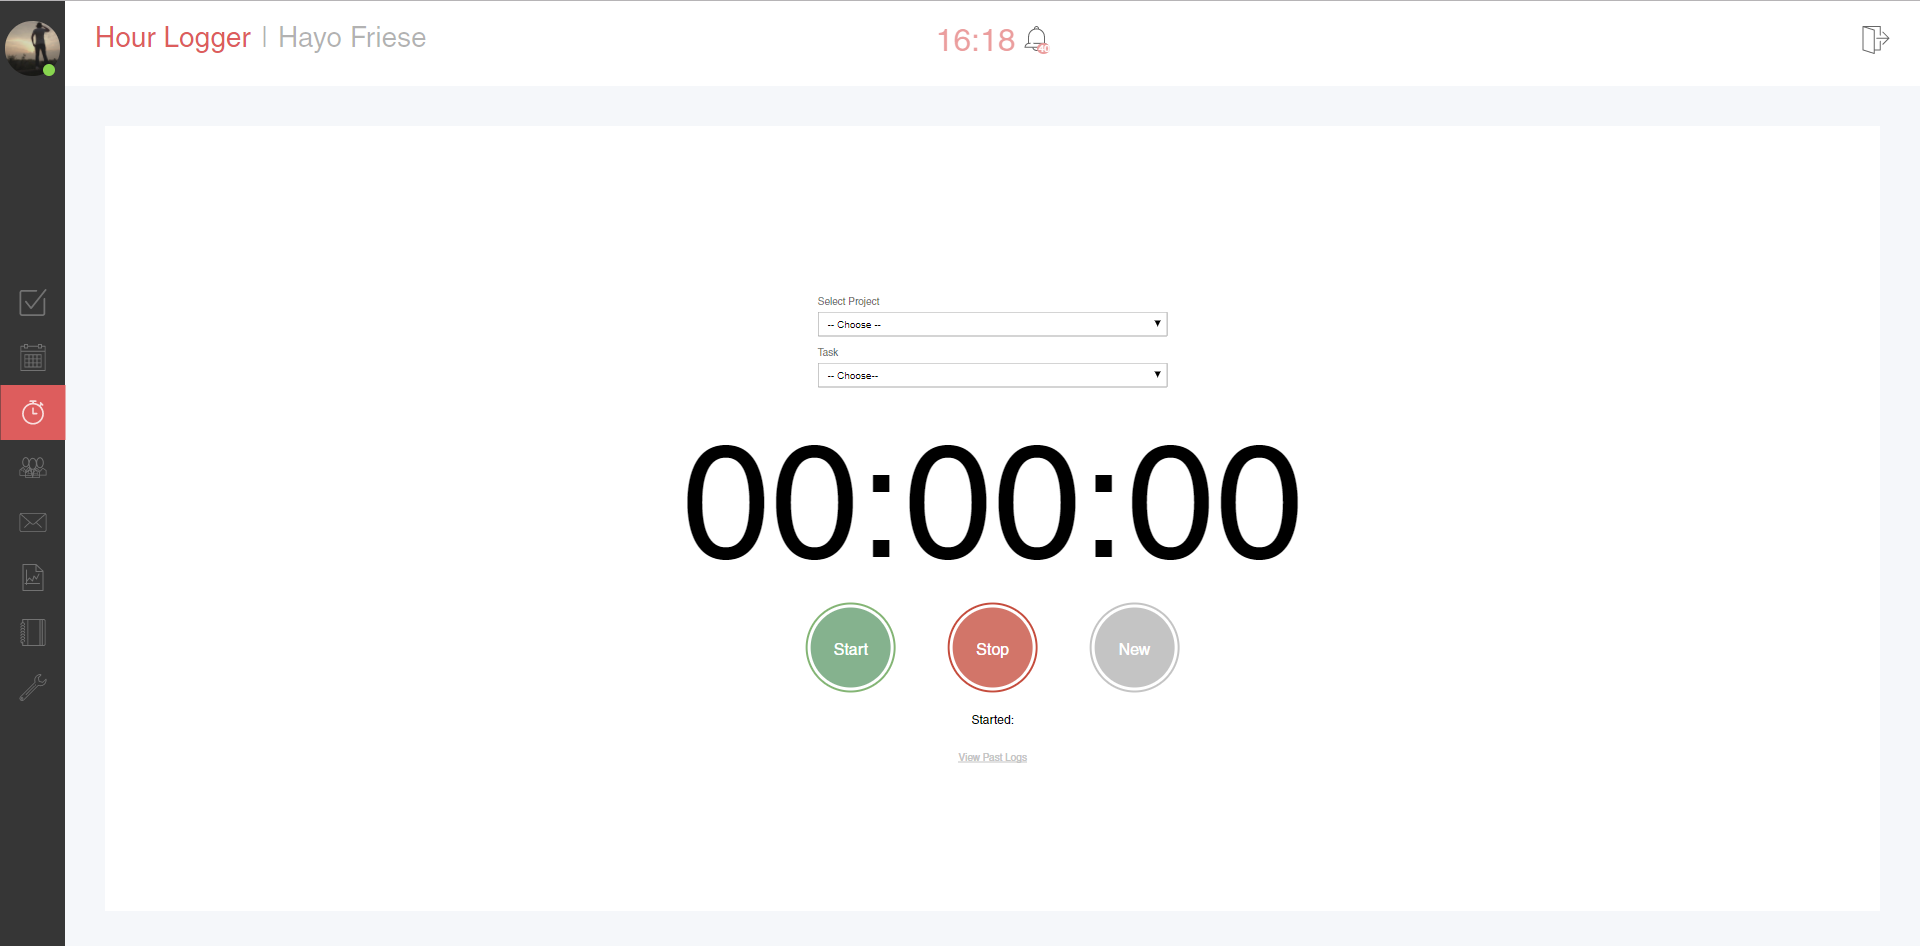 Hour Logger | Hayo Friese
16:18
Select Project
-- Choose --
Task
-- Choose--
00:00:00
Start
Stop
New
Started:
View Past Logs